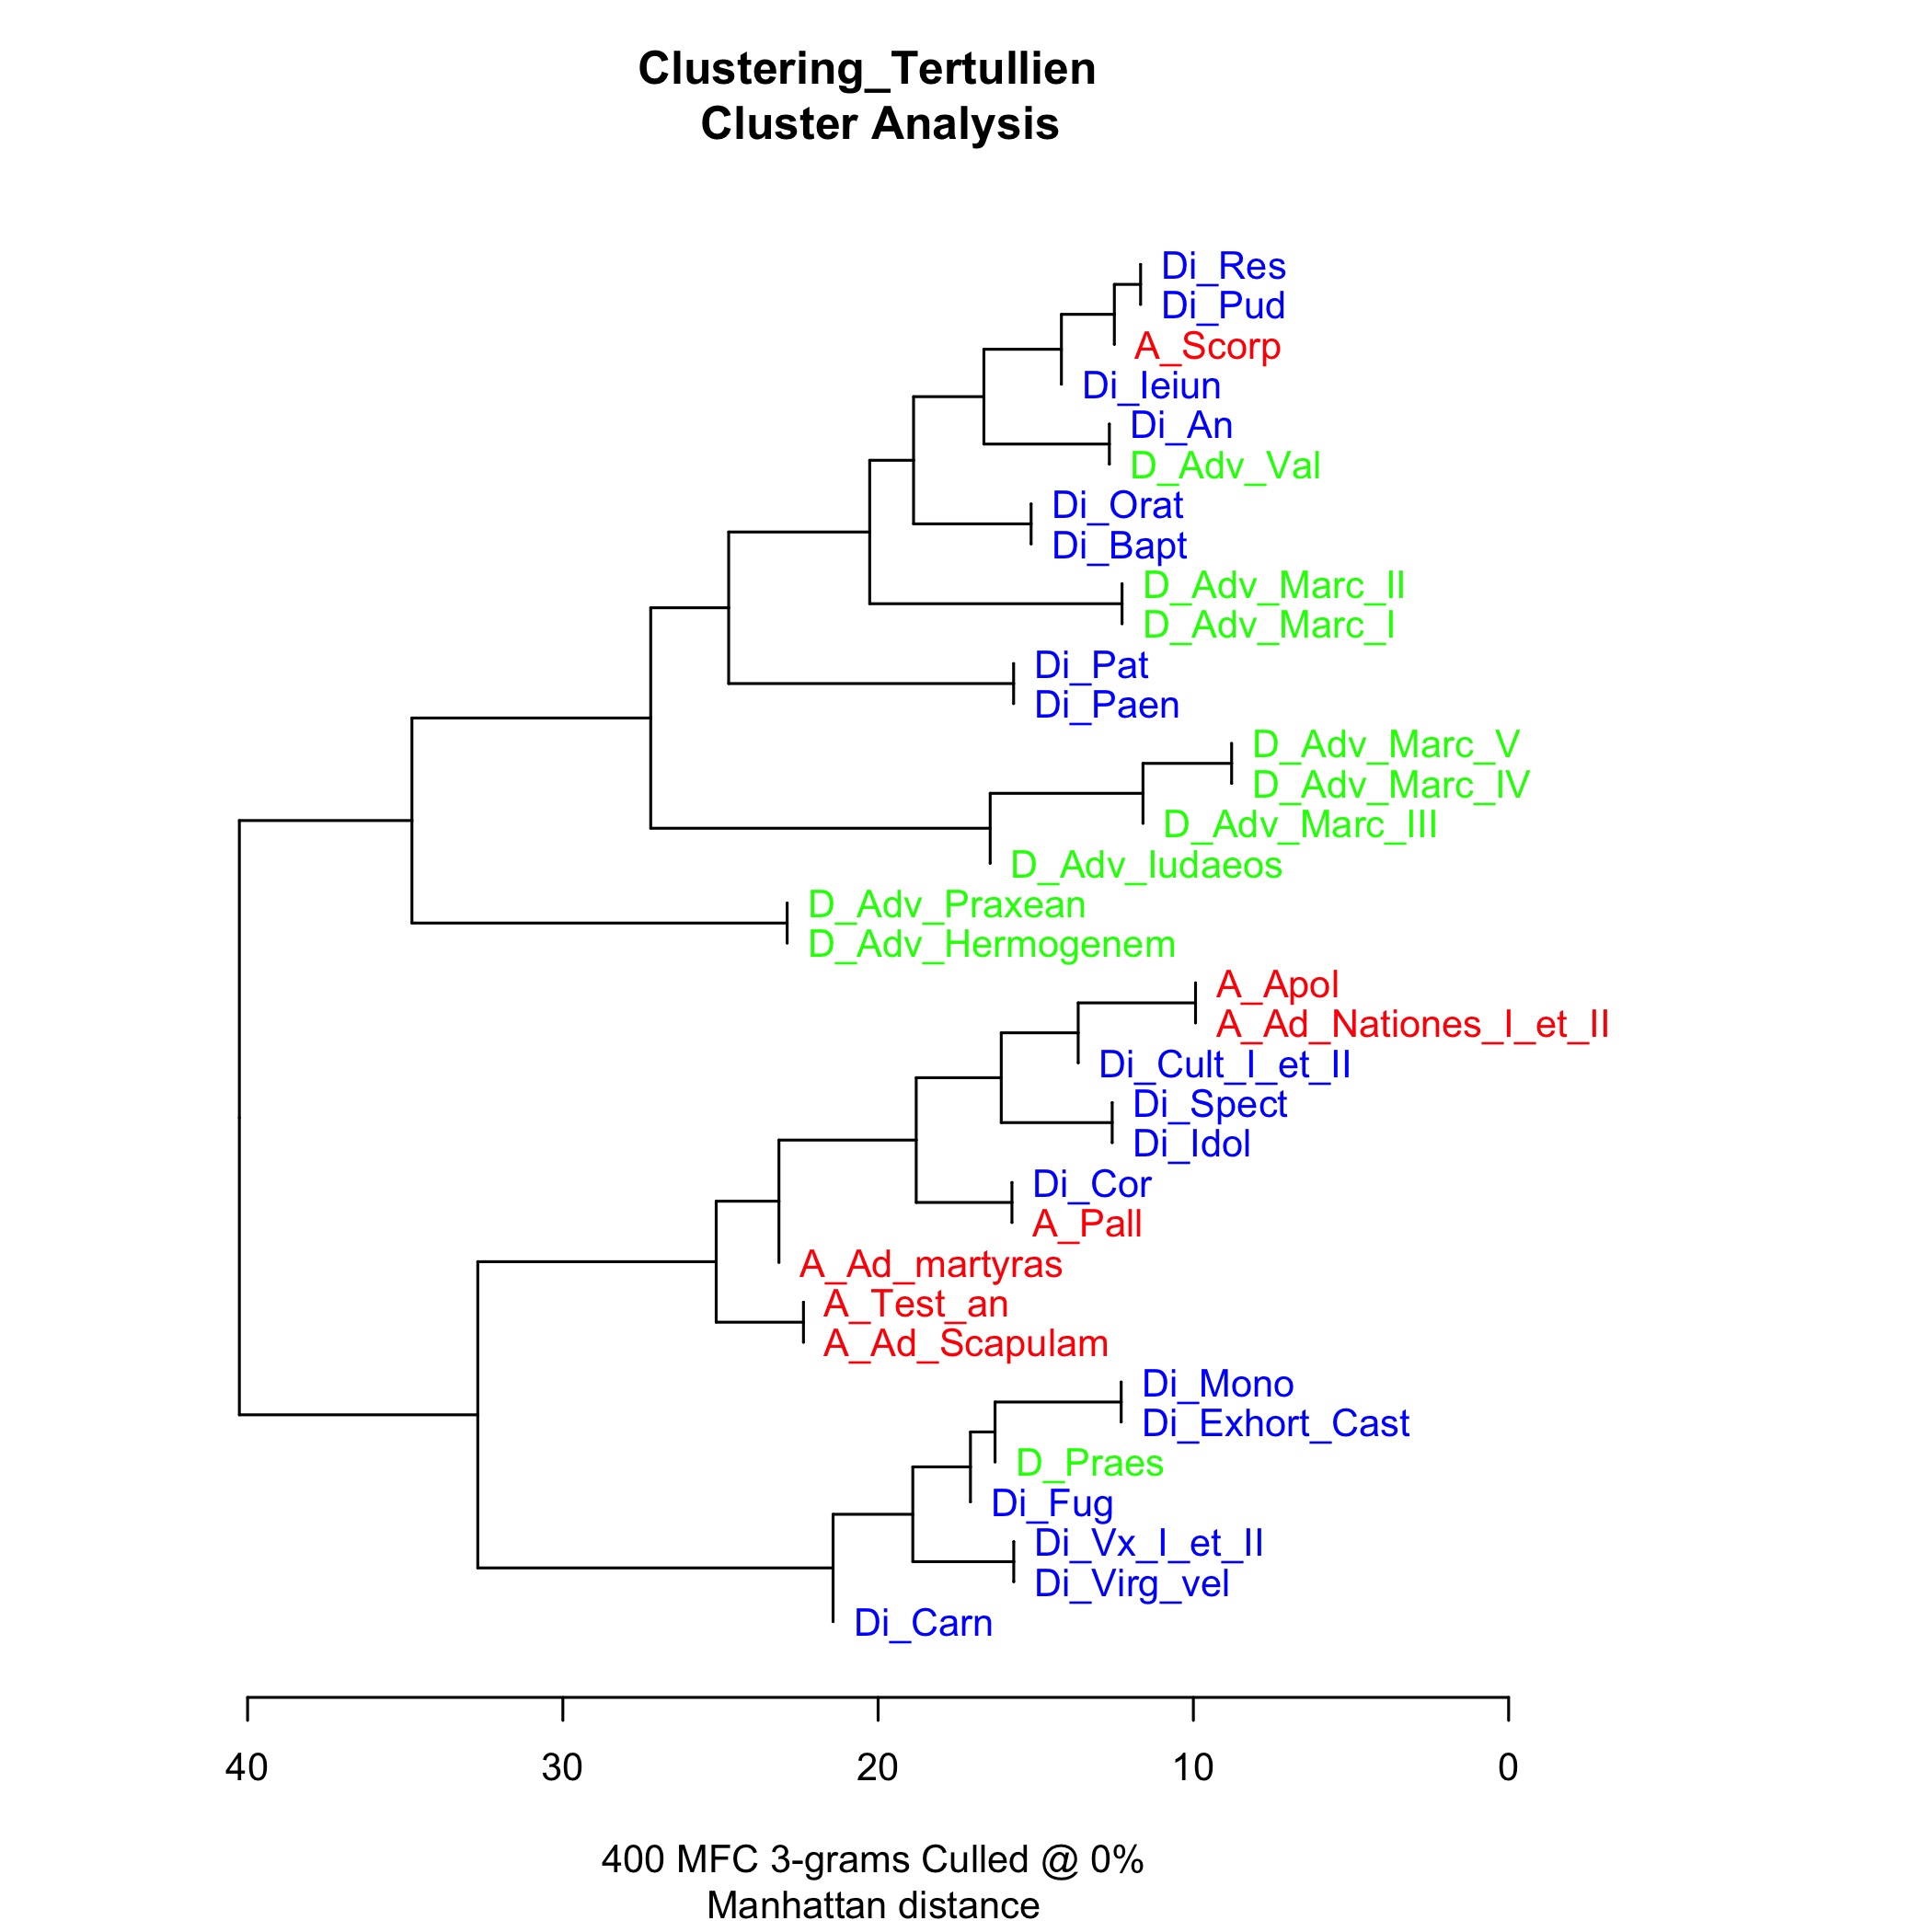 Clustering_Tertullien
Cluster Analysis
Di_Res
Di_Pud
A_Scorp
Di_Ieiun
Di_An
D_Adv_Val
Di_Orat
Di_Bapt
D_Adv_Marc_II
D_Adv_Marc_I
Di_Pat
Di_Paen
D_Adv_Marc_V
D_Adv_Marc_IV
D_Adv_Marc_III
D_Adv_Iudaeos
D_Adv_Praxean
D_Adv_Hermogenem
A_Apol
A_Ad_Nationes_I_et_II
Di_Cult_I_et_II
Di_Spect
Di_Idol
Di_Cor
A_Pall
A_Ad_martyras
A_Test_an
A_Ad_Scapulam
Di_Mono
Di_Exhort_Cast
D_Praes
Di_Fug
Di_Vx_I_et_II
Di_Virg_vel
Di_Carn
40 30 20 10 0
400 MFC 3-grams Culled @ 0%
Manhattan distance